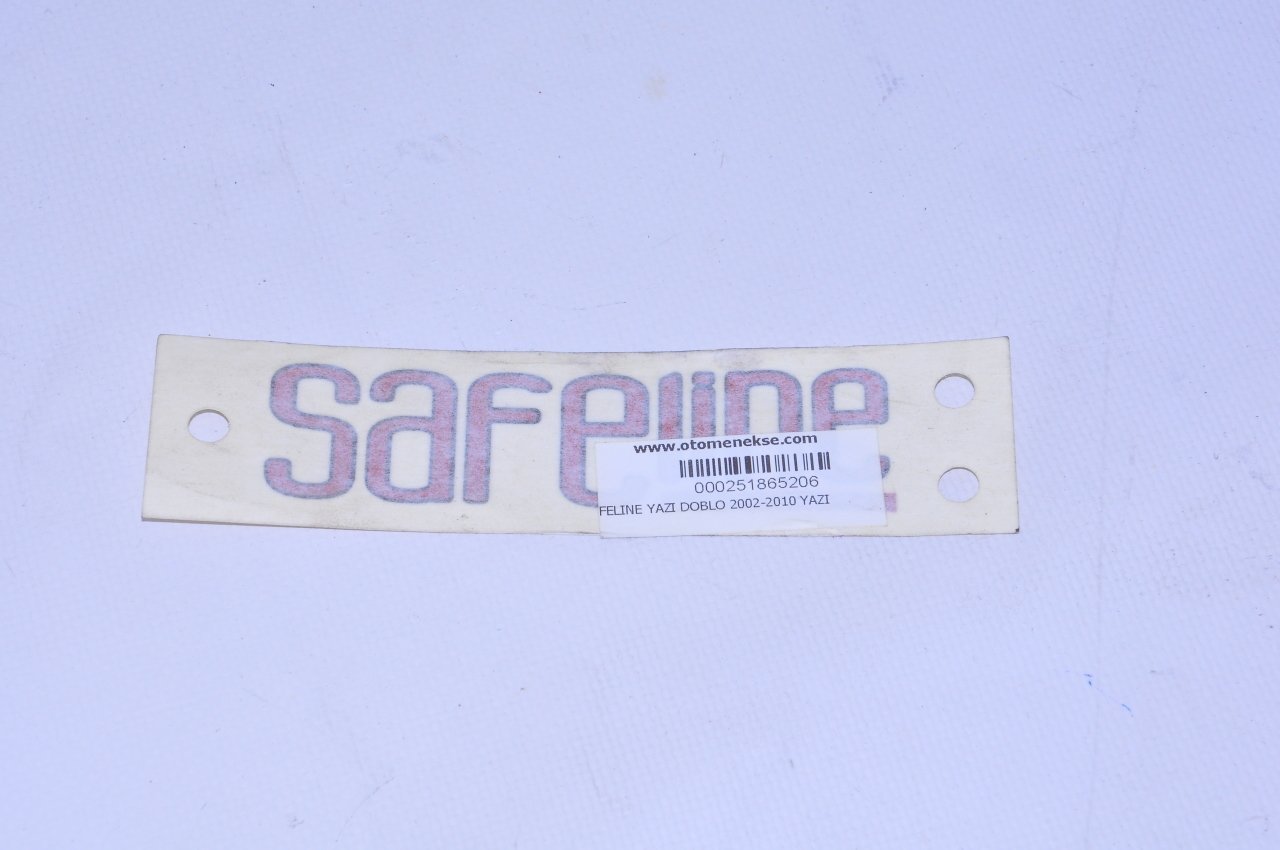 Safeline
www.otomenekse.com
000251865206
FELINE YAZI DOBLO 2002-2010 YAZI